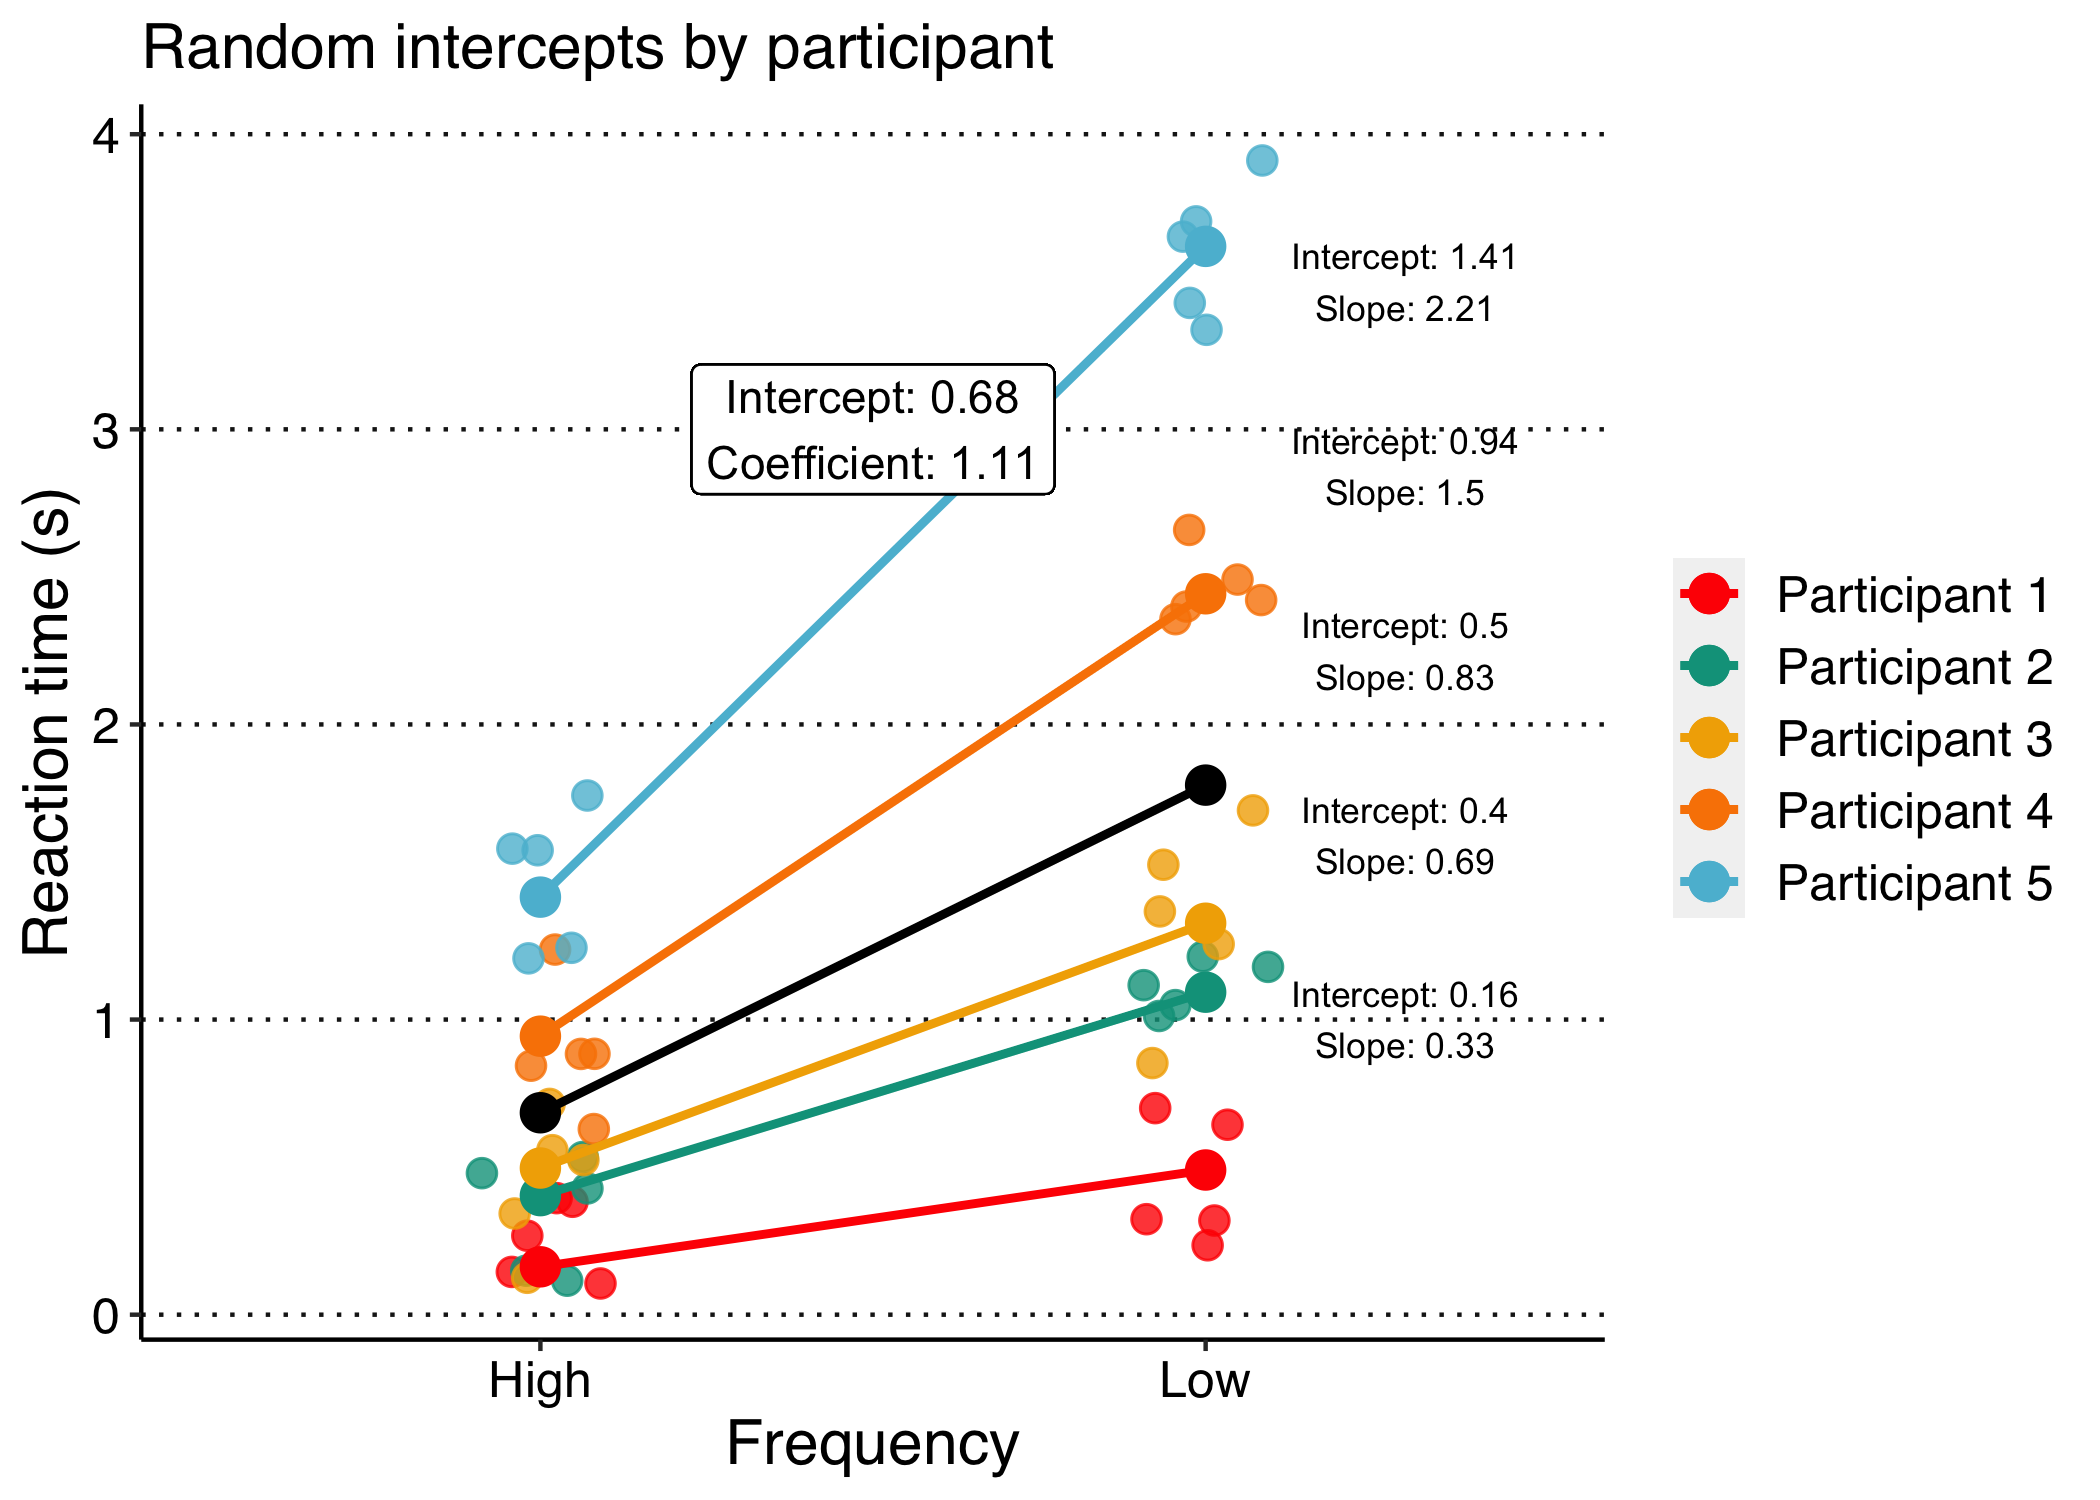 Random intercepts by participant
4
3
2
1
0
Reaction time (s)
Intercept: 0.68
Coefficient: 1.11
Intercept: 1.41
Slope: 2.21
Intercept: 0.94
Slope: 1.5
Intercept: 0.5
Slope: 0.83
Intercept: 0.4
Slope: 0.69
Intercept: 0.16
Slope: 0.33
High
Low
Frequency
Participant 1
Participant 2
Participant 3
Participant 4
Participant 5